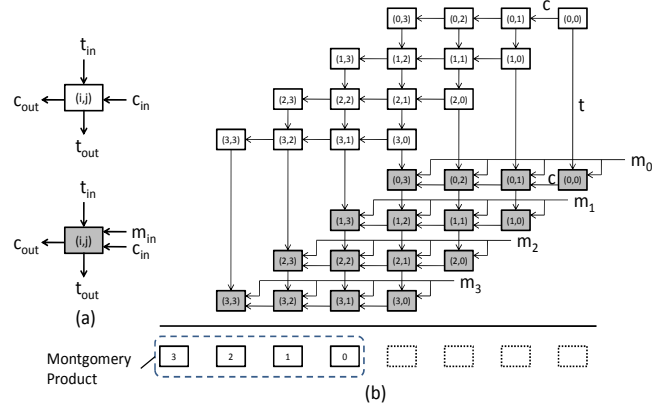 c
(0,3) (0,2) (0,1) (0,0)
(a)
t_in
(1,3) (1,2) (1,1) (1,0)
c_out (i,j) c_in
(2,3) (2,2) (2,1) (2,0)
t
t_out
(3,3) (3,2) (3,1) (3,0)
m_0
t_in
(0,3) (0,2) (0,1) c (0,0)
m_1
(1,3) (1,2) (1,1) (1,0)
m_in
c_out (i,j) c_in
m_2
(2,3) (2,2) (2,1) (2,0)
t_out
m_3
(3,3) (3,2) (3,1) (3,0)
(a)
Montgomery
Product
3 2 1 0
(b)